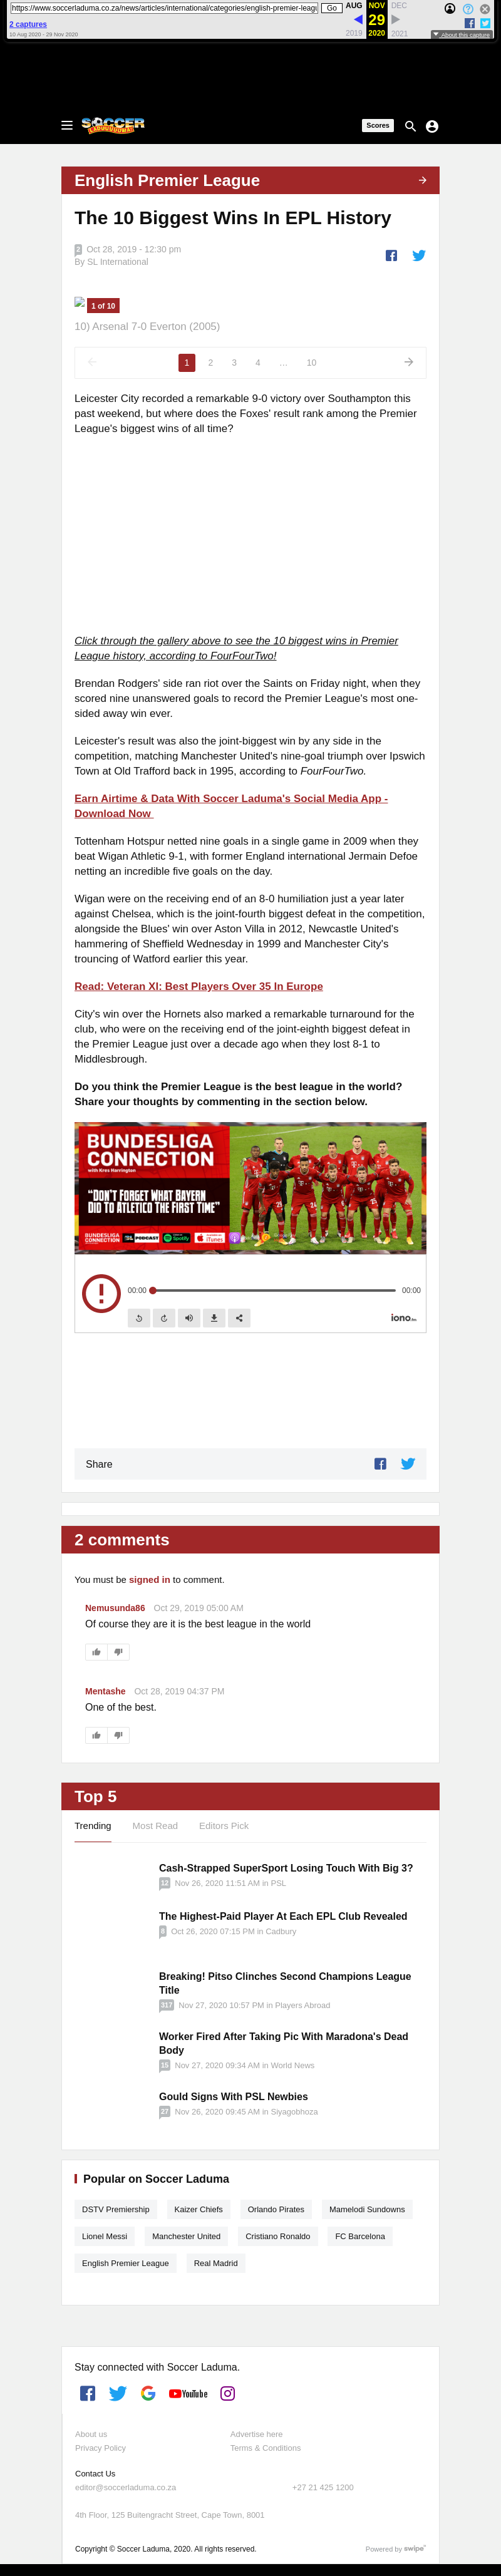 https://www.soccerladuma.co.za/news/articles/international/categories/english-premier-leagu
Go
AUG NOV DEC
29
2019 2020 2021
2 captures
10 Aug 2020 - 29 Nov 2020
About this capture
SOCCER
LADUUUUUMA!
Scores
English Premier League
The 10 Biggest Wins In EPL History
2 Oct 28, 2019 - 12:30 pm
By SL International
1 of 10
10) Arsenal 7-0 Everton (2005)
1 2 3 4 ... 10
Leicester City recorded a remarkable 9-0 victory over Southampton this
past weekend, but where does the Foxes' result rank among the Premier
League's biggest wins of all time?
Click through the gallery above to see the 10 biggest wins in Premier
League history, according to FourFourTwo!
Brendan Rodgers' side ran riot over the Saints on Friday night, when they
scored nine unanswered goals to record the Premier League's most one-
sided away win ever.
Leicester's result was also the joint-biggest win by any side in the
competition, matching Manchester United's nine-goal triumph over Ipswich
Town at Old Trafford back in 1995, according to FourFourTwo.
Earn Airtime & Data With Soccer Laduma's Social Media App -
Download Now
Tottenham Hotspur netted nine goals in a single game in 2009 when they
beat Wigan Athletic 9-1, with former England international Jermain Defoe
netting an incredible five goals on the day.
Wigan were on the receiving end of an 8-0 humiliation just a year later
against Chelsea, which is the joint-fourth biggest defeat in the competition,
alongside the Blues' win over Aston Villa in 2012, Newcastle United's
hammering of Sheffield Wednesday in 1999 and Manchester City's
trouncing of Watford earlier this year.
Read: Veteran XI: Best Players Over 35 In Europe
City's win over the Hornets also marked a remarkable turnaround for the
club, who were on the receiving end of the joint-eighth biggest defeat in
the Premier League just over a decade ago when they lost 8-1 to
Middlesbrough.
Do you think the Premier League is the best league in the world?
Share your thoughts by commenting in the section below.
BUNDESLIGA
CONNECTION
with Kres Harrington
"DON'T FORGET WHAT BAYERN
DID TO ATLETICO THE FIRST TIME"
BUNDESLIGA CONNECTION SL PODCAST Spotify iTunes
00:00 00:00
iono.fm
Share
2 comments
You must be signed in to comment.
Nemusunda86 Oct 29, 2019 05:00 AM
Of course they are it is the best league in the world
Mentashe Oct 28, 2019 04:37 PM
One of the best.
Top 5
Trending Most Read Editors Pick
Cash-Strapped SuperSport Losing Touch With Big 3?
12 Nov 26, 2020 11:51 AM in PSL
The Highest-Paid Player At Each EPL Club Revealed
8 Oct 26, 2020 07:15 PM in Cadbury
Breaking! Pitso Clinches Second Champions League
Title
317 Nov 27, 2020 10:57 PM in Players Abroad
Worker Fired After Taking Pic With Maradona's Dead
Body
15 Nov 27, 2020 09:34 AM in World News
Gould Signs With PSL Newbies
27 Nov 26, 2020 09:45 AM in Siyagobhoza
Popular on Soccer Laduma
DSTV Premiership Kaizer Chiefs Orlando Pirates Mamelodi Sundowns
Lionel Messi Manchester United Cristiano Ronaldo FC Barcelona
English Premier League Real Madrid
Stay connected with Soccer Laduma.
YouTube
About us Advertise here
Privacy Policy Terms & Conditions
Contact Us
editor@soccerladuma.co.za +27 21 425 1200
4th Floor, 125 Buitengracht Street, Cape Town, 8001
Copyright © Soccer Laduma, 2020. All rights reserved. Powered by swipe